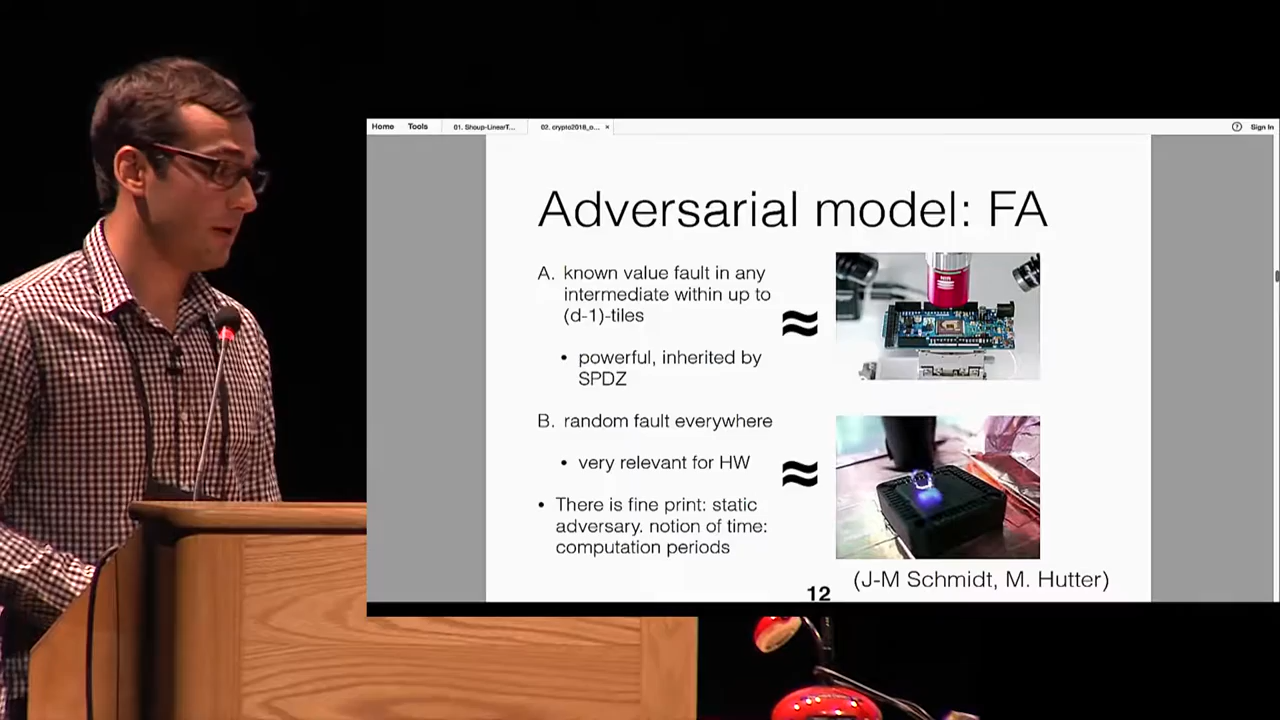 Home Tools 01. Shoup-LinearT... 02. crypto2018_o... × ? Sign In
Adversarial model: FA
A. known value fault in any
intermediate within up to
(d-1)-tiles
• powerful, inherited by
SPDZ
≈
B. random fault everywhere
• very relevant for HW
≈
• There is fine print: static
adversary. notion of time:
computation periods
(J-M Schmidt, M. Hutter)
12